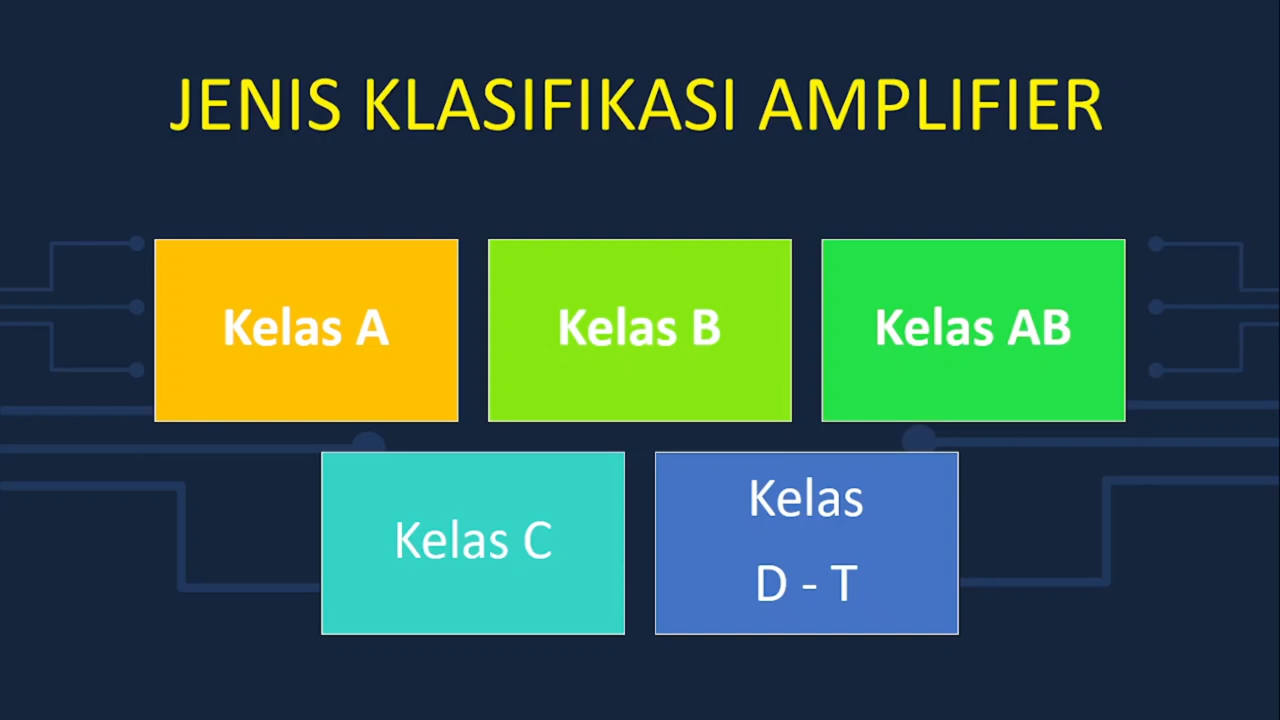 JENIS KLASIFIKASI AMPLIFIER
Kelas A
Kelas B
Kelas AB
Kelas C
Kelas
D - T